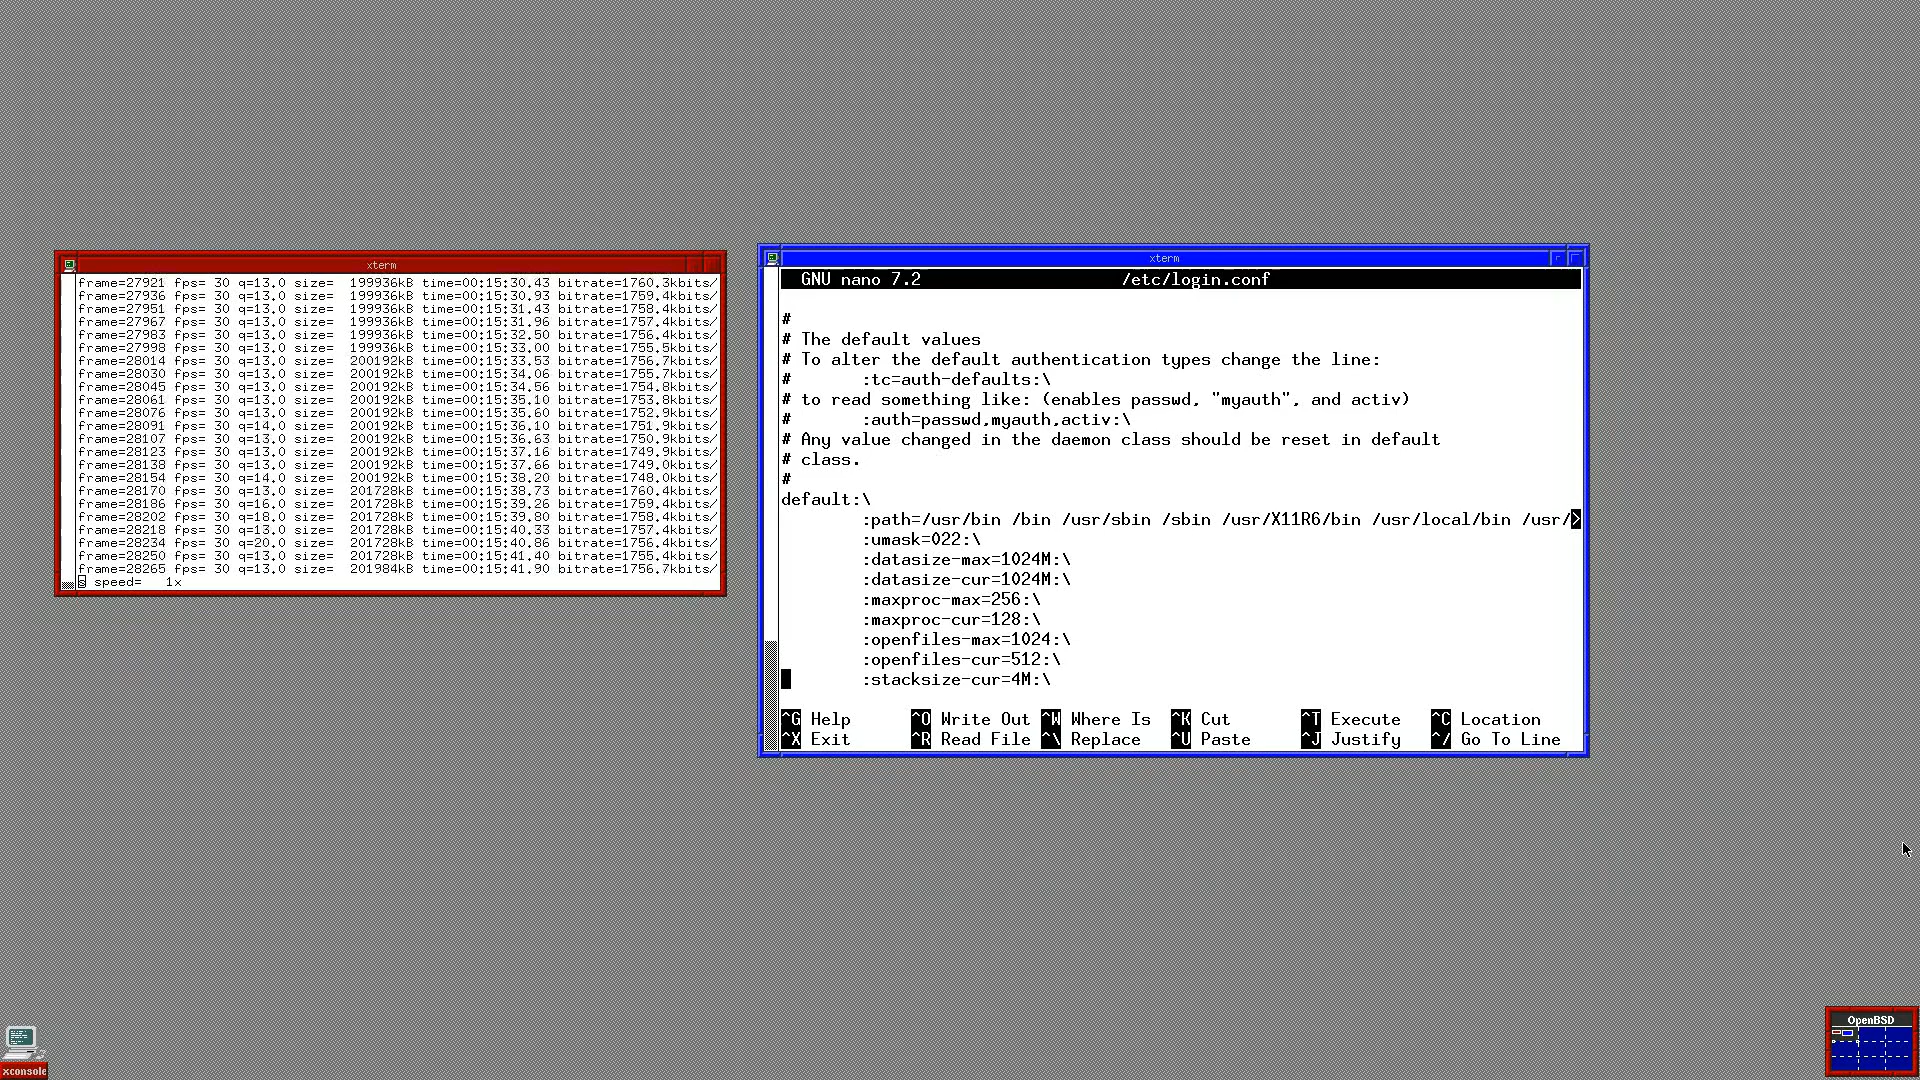 xterm
frame=27921 fps= 30 q=13.0 size=  199936kB time=00:15:30.43 bitrate=1760.3kbits/
frame=27936 fps= 30 q=13.0 size=  199936kB time=00:15:30.93 bitrate=1759.4kbits/
frame=27951 fps= 30 q=13.0 size=  199936kB time=00:15:31.43 bitrate=1758.4kbits/
frame=27967 fps= 30 q=13.0 size=  199936kB time=00:15:31.96 bitrate=1757.4kbits/
frame=27983 fps= 30 q=13.0 size=  199936kB time=00:15:32.50 bitrate=1756.4kbits/
frame=27998 fps= 30 q=13.0 size=  199936kB time=00:15:33.00 bitrate=1755.5kbits/
frame=28014 fps= 30 q=13.0 size=  200192kB time=00:15:33.53 bitrate=1756.7kbits/
frame=28030 fps= 30 q=13.0 size=  200192kB time=00:15:34.06 bitrate=1755.7kbits/
frame=28045 fps= 30 q=13.0 size=  200192kB time=00:15:34.56 bitrate=1754.8kbits/
frame=28061 fps= 30 q=13.0 size=  200192kB time=00:15:35.10 bitrate=1753.8kbits/
frame=28076 fps= 30 q=13.0 size=  200192kB time=00:15:35.60 bitrate=1752.9kbits/
frame=28091 fps= 30 q=14.0 size=  200192kB time=00:15:36.10 bitrate=1751.9kbits/
frame=28107 fps= 30 q=13.0 size=  200192kB time=00:15:36.63 bitrate=1750.9kbits/
frame=28123 fps= 30 q=13.0 size=  200192kB time=00:15:37.16 bitrate=1749.9kbits/
frame=28138 fps= 30 q=13.0 size=  200192kB time=00:15:37.66 bitrate=1749.0kbits/
frame=28154 fps= 30 q=14.0 size=  200192kB time=00:15:38.20 bitrate=1748.0kbits/
frame=28170 fps= 30 q=13.0 size=  201728kB time=00:15:38.73 bitrate=1760.4kbits/
frame=28186 fps= 30 q=16.0 size=  201728kB time=00:15:39.26 bitrate=1759.4kbits/
frame=28202 fps= 30 q=18.0 size=  201728kB time=00:15:39.80 bitrate=1758.4kbits/
frame=28218 fps= 30 q=13.0 size=  201728kB time=00:15:40.33 bitrate=1757.4kbits/
frame=28234 fps= 30 q=20.0 size=  201728kB time=00:15:40.86 bitrate=1756.4kbits/
frame=28250 fps= 30 q=13.0 size=  201728kB time=00:15:41.40 bitrate=1755.4kbits/
frame=28265 fps= 30 q=13.0 size=  201984kB time=00:15:41.90 bitrate=1756.7kbits/
s speed=   1x
xterm
GNU nano 7.2 /etc/login.conf
#
# The default values
# To alter the default authentication types change the line:
#       :tc=auth-defaults:\
# to read something like: (enables passwd, "myauth", and activ)
#       :auth=passwd,myauth,activ:\
# Any value changed in the daemon class should be reset in default
# class.
#
default:\
:path=/usr/bin /bin /usr/sbin /sbin /usr/X11R6/bin /usr/local/bin /usr/>
:umask=022:\
:datasize-max=1024M:\
:datasize-cur=1024M:\
:maxproc-max=256:\
:maxproc-cur=128:\
:openfiles-max=1024:\
:openfiles-cur=512:\
:stacksize-cur=4M:\
^G Help ^O Write Out ^W Where Is ^K Cut ^T Execute ^C Location
^X Exit ^R Read File ^\ Replace ^U Paste ^J Justify ^/ Go To Line
xconsole
OpenBSD